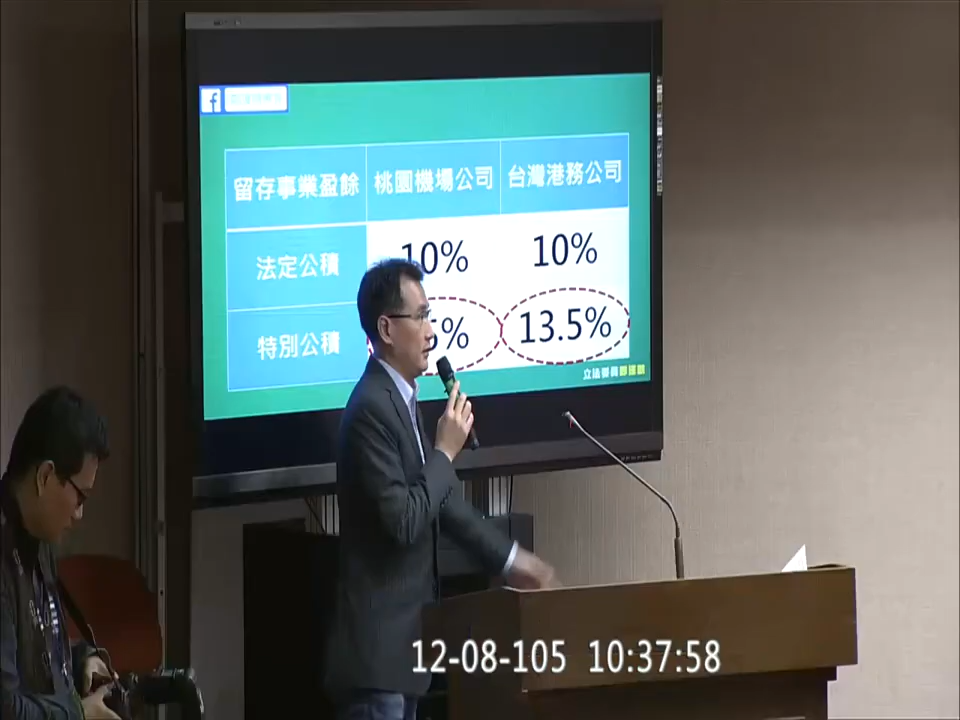 f
留存事業盈餘 桃園機場公司 台灣港務公司
法定公積 10% 10%
特別公積 5% 13.5%
立法委員
12-08-105 10:37:58